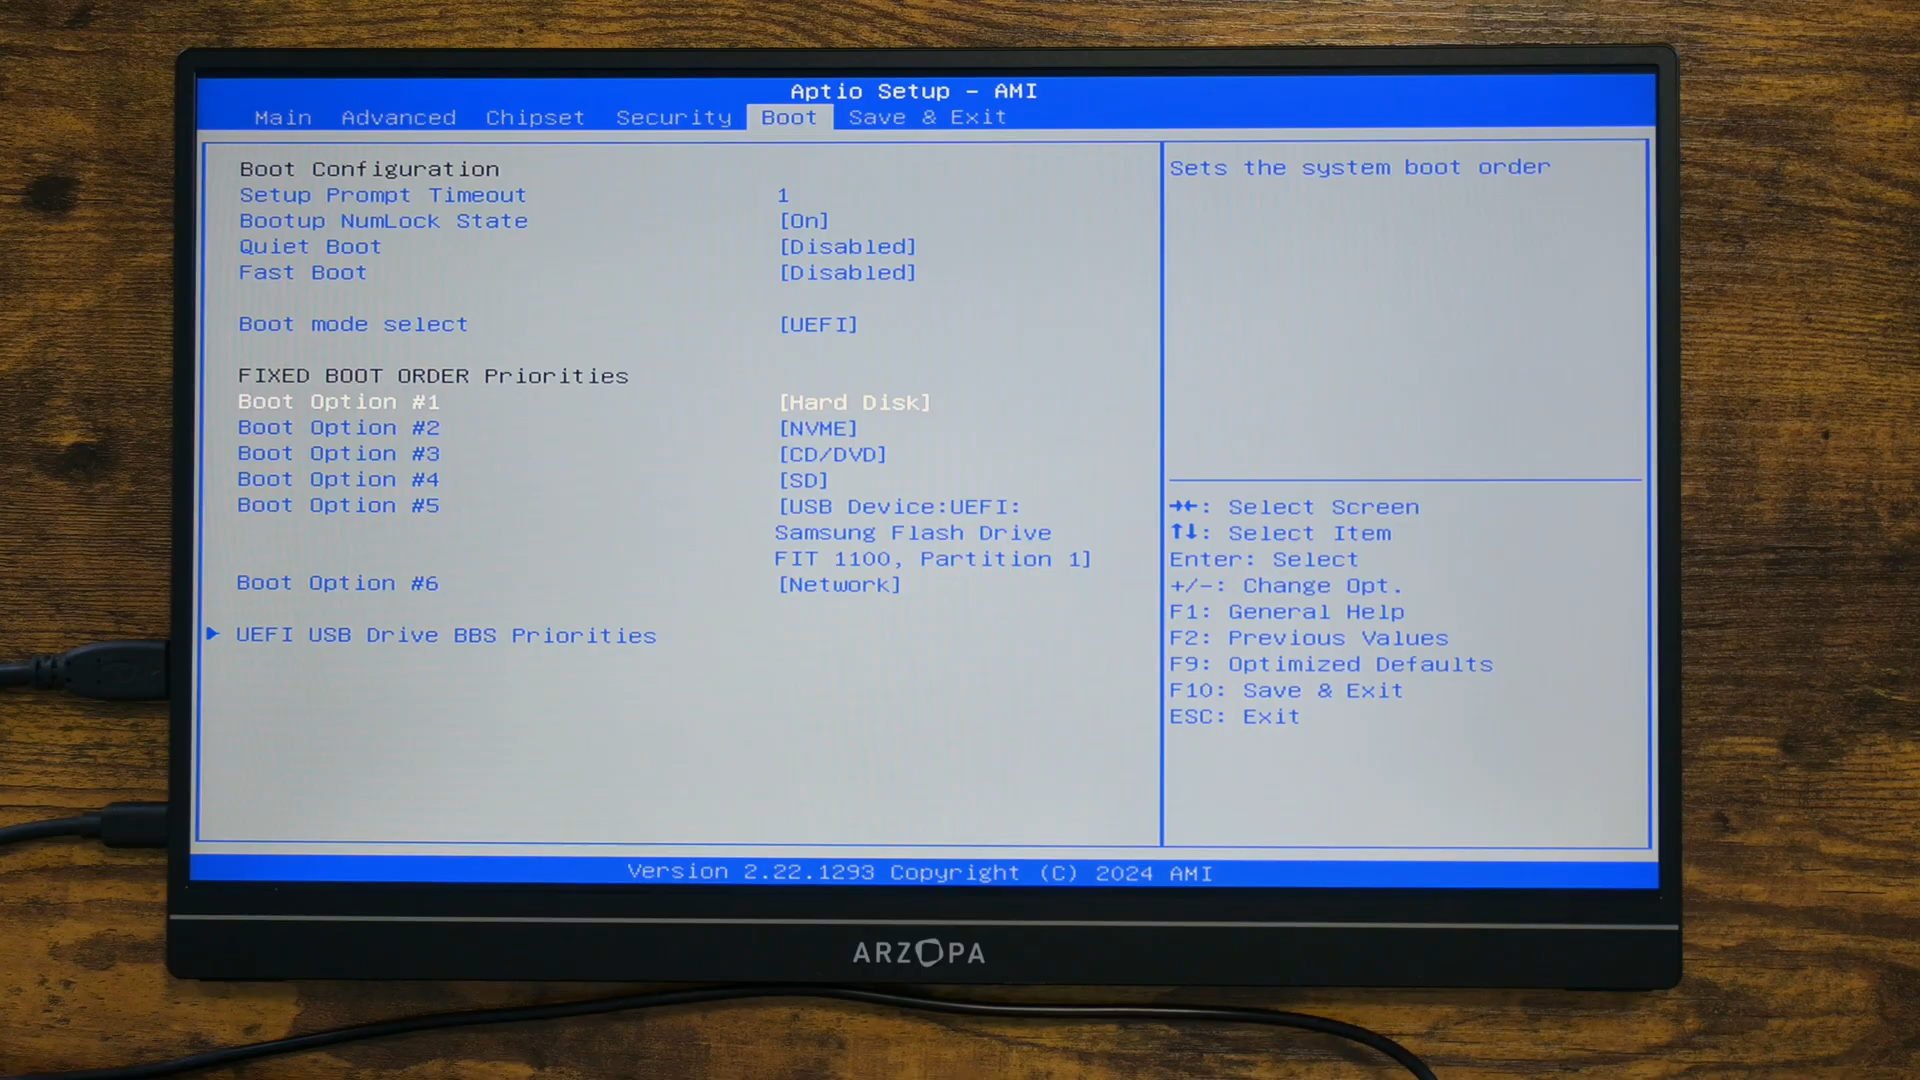 Aptio Setup - AMI
Main Advanced Chipset Security Boot Save & Exit
Boot Configuration
Setup Prompt Timeout 1
Bootup NumLock State [On]
Quiet Boot [Disabled]
Fast Boot [Disabled]
Boot mode select [UEFI]
FIXED BOOT ORDER Priorities
Boot Option #1 [Hard Disk]
Boot Option #2 [NVME]
Boot Option #3 [CD/DVD]
Boot Option #4 [SD]
Boot Option #5 [USB Device:UEFI:
Samsung Flash Drive
FIT 1100, Partition 1]
Boot Option #6 [Network]
UEFI USB Drive BBS Priorities
Sets the system boot order
→←: Select Screen
↑↓: Select Item
Enter: Select
+/-: Change Opt.
F1: General Help
F2: Previous Values
F9: Optimized Defaults
F10: Save & Exit
ESC: Exit
Version 2.22.1293 Copyright (C) 2024 AMI
ARZOPA